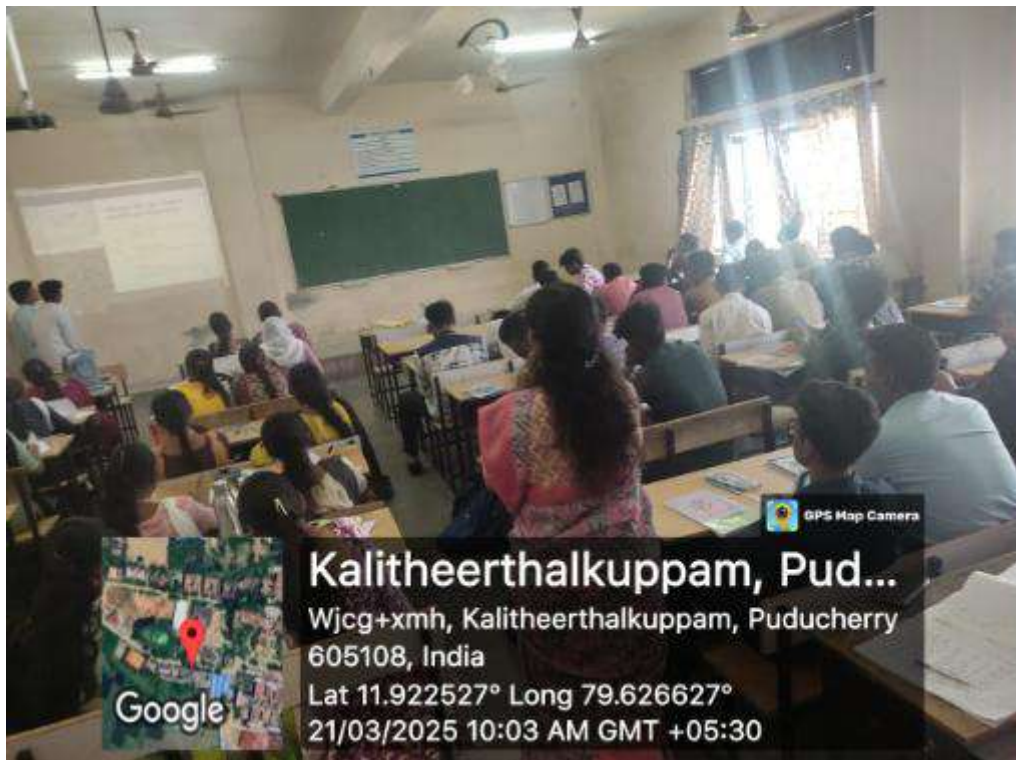 GPS Map Camera
Kalitheerthalkuppam, Pud...
Wjcg+xmh, Kalitheerthalkuppam, Puducherry
605108, India
Lat 11.922527° Long 79.626627°
21/03/2025 10:03 AM GMT +05:30
Google